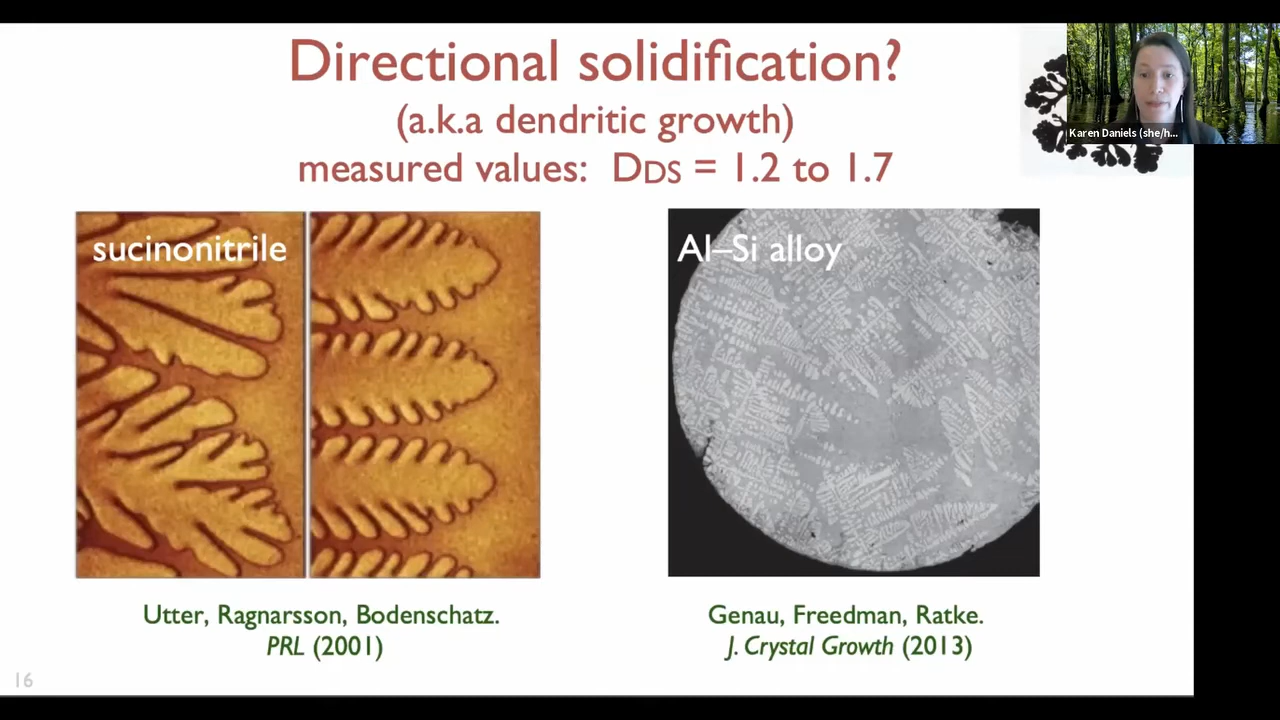 Directional solidification?
(a.k.a dendritic growth)
measured values: DDS = 1.2 to 1.7
Karen Daniels (she/h...
sucinonitrile
Al–Si alloy
Utter, Ragnarsson, Bodenschatz.
PRL (2001)
Genau, Freedman, Ratke.
J. Crystal Growth (2013)
16